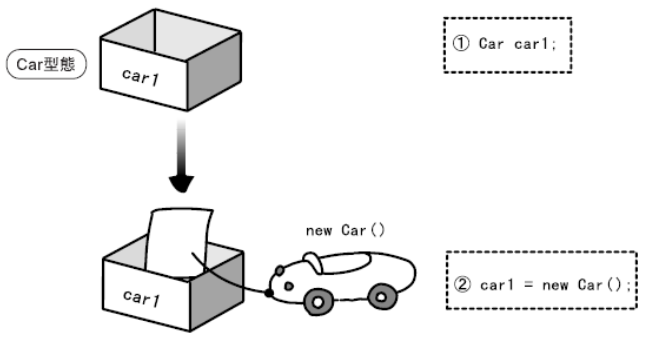 ① Car car1;
Car型態
car1
new Car()
② car1 = new Car();
car1